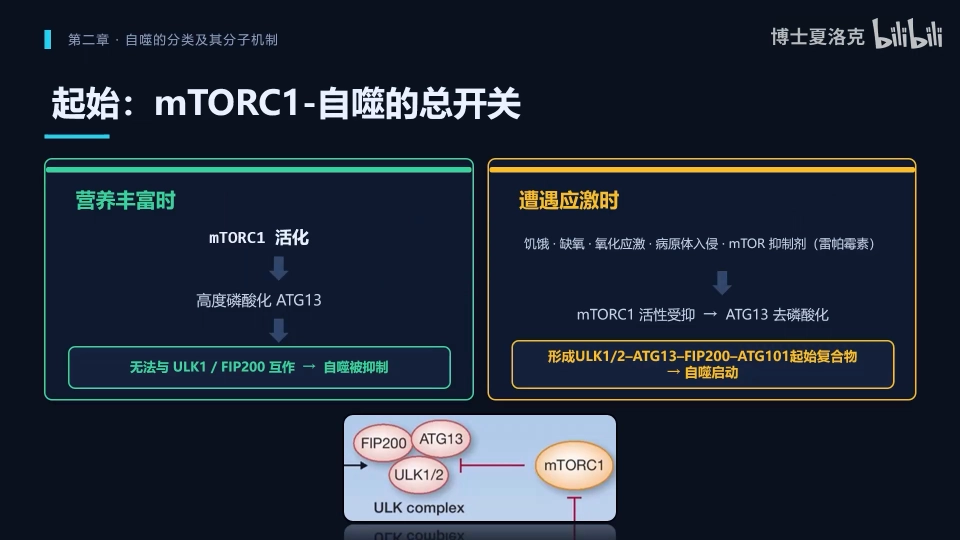 第二章 · 自噬的分类及其分子机制
博士夏洛克 bilibili
起始：mTORC1-自噬的总开关
营养丰富时
mTORC1 活化
高度磷酸化 ATG13
无法与 ULK1 / FIP200 互作 → 自噬被抑制
遭遇应激时
饥饿 · 缺氧 · 氧化应激 · 病原体入侵 · mTOR 抑制剂（雷帕霉素）
mTORC1 活性受抑 → ATG13 去磷酸化
形成ULK1/2–ATG13–FIP200–ATG101起始复合物
→ 自噬启动
FIP200
ATG13
ULK1/2
mTORC1
ULK complex